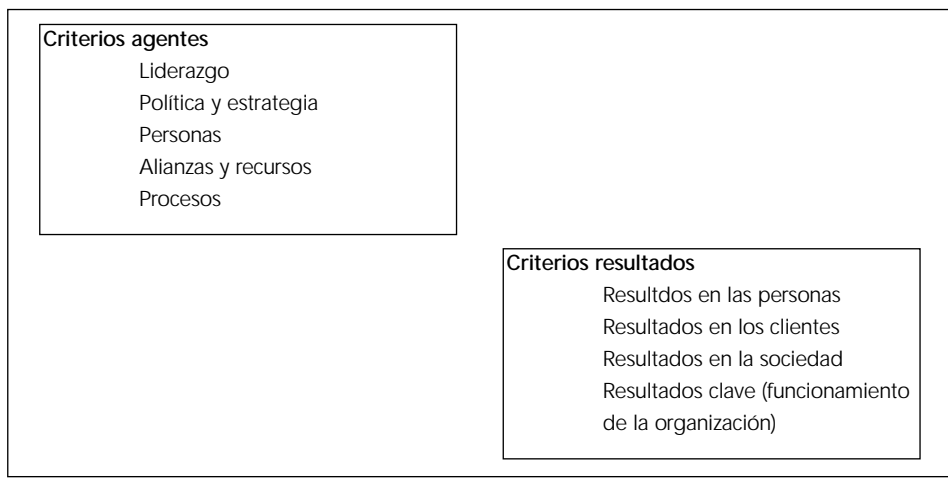 Criterios agentes
Liderazgo
Política y estrategia
Personas
Alianzas y recursos
Procesos
Criterios resultados
Resultdos en las personas
Resultados en los clientes
Resultados en la sociedad
Resultados clave (funcionamiento
de la organización)